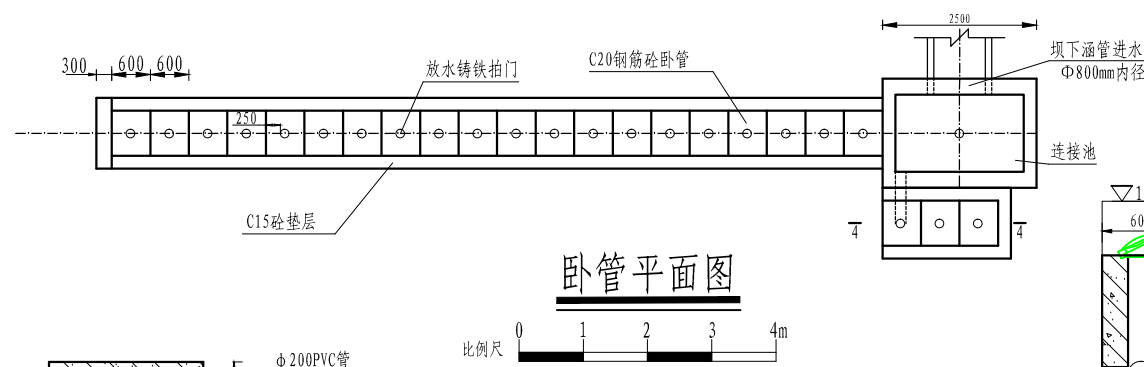 2500
坝下涵管进水
Φ800mm内径
300
600
600
放水铸铁拍门
C20钢筋砼卧管
250
连接池
C15砼垫层
4
4
1
60
卧管平面图
比例尺
0
1
2
3
4m
ϕ200PVC管